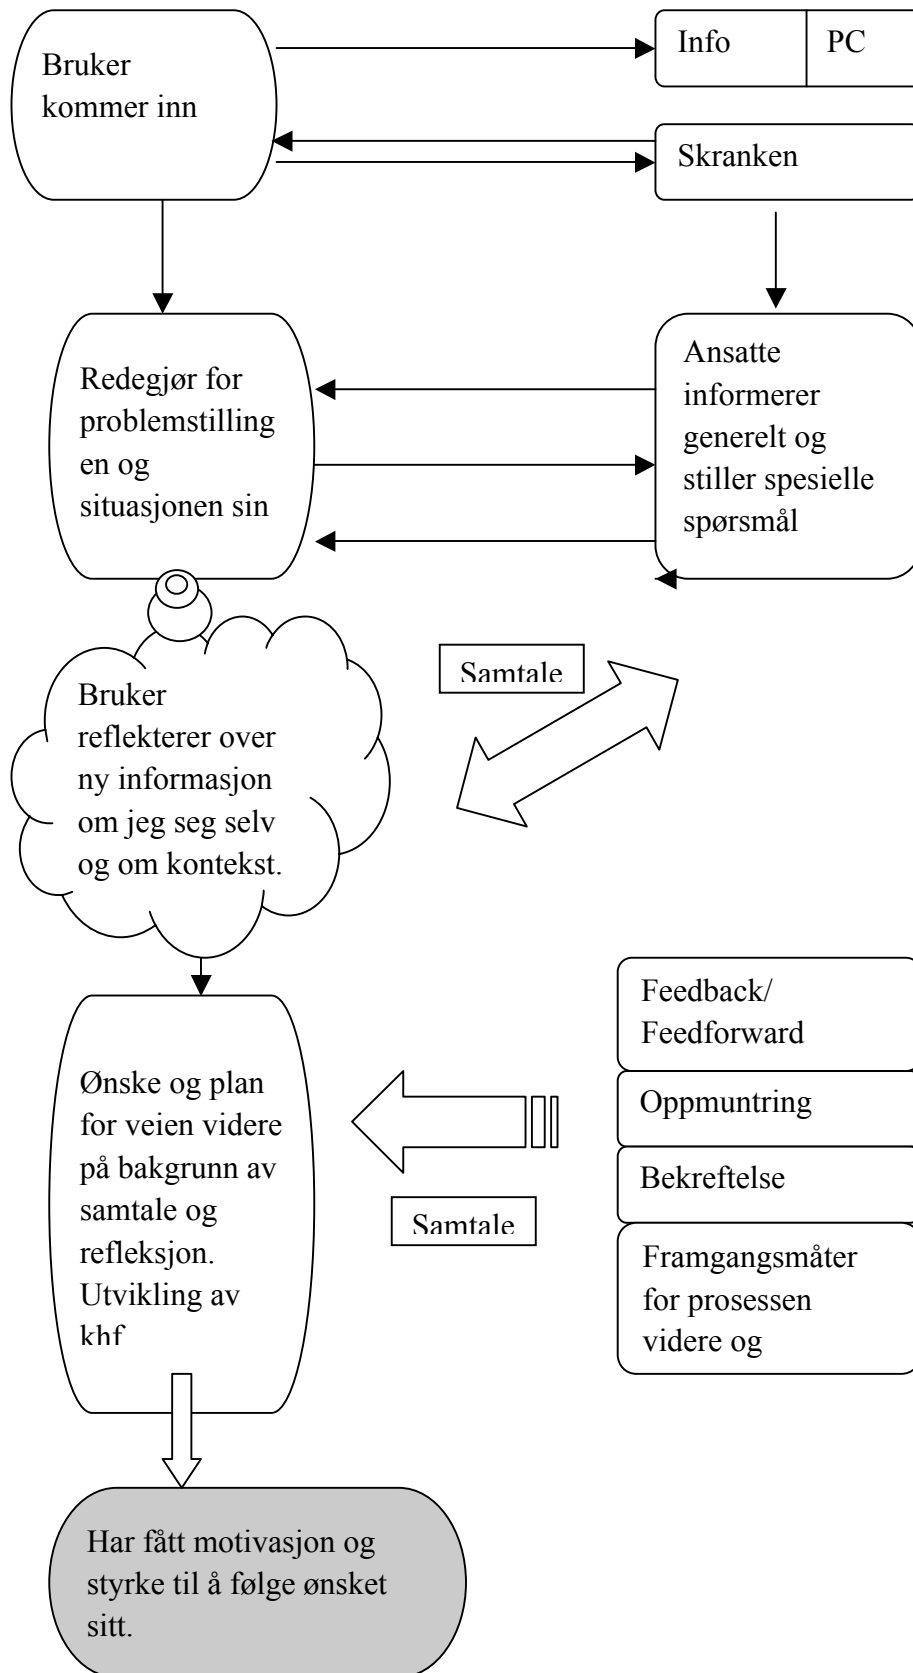 Bruker
kommer inn
Info
PC
Skranken
Redegjør for
problemstilling
en og
situasjonen sin
Ansatte
informerer
generelt og
stiller spesielle
spørsmål
Samtale
Bruker
reflekterer over
ny informasjon
om jeg seg selv
og om kontekst.
Feedback/
Feedforward
Oppmuntring
Bekreftelse
Framgangsmåter
for prosessen
videre og
Ønske og plan
for veien videre
på bakgrunn av
samtale og
refleksjon.
Utvikling av
khf
Samtale
Har fått motivasjon og
styrke til å følge ønsket
sitt.